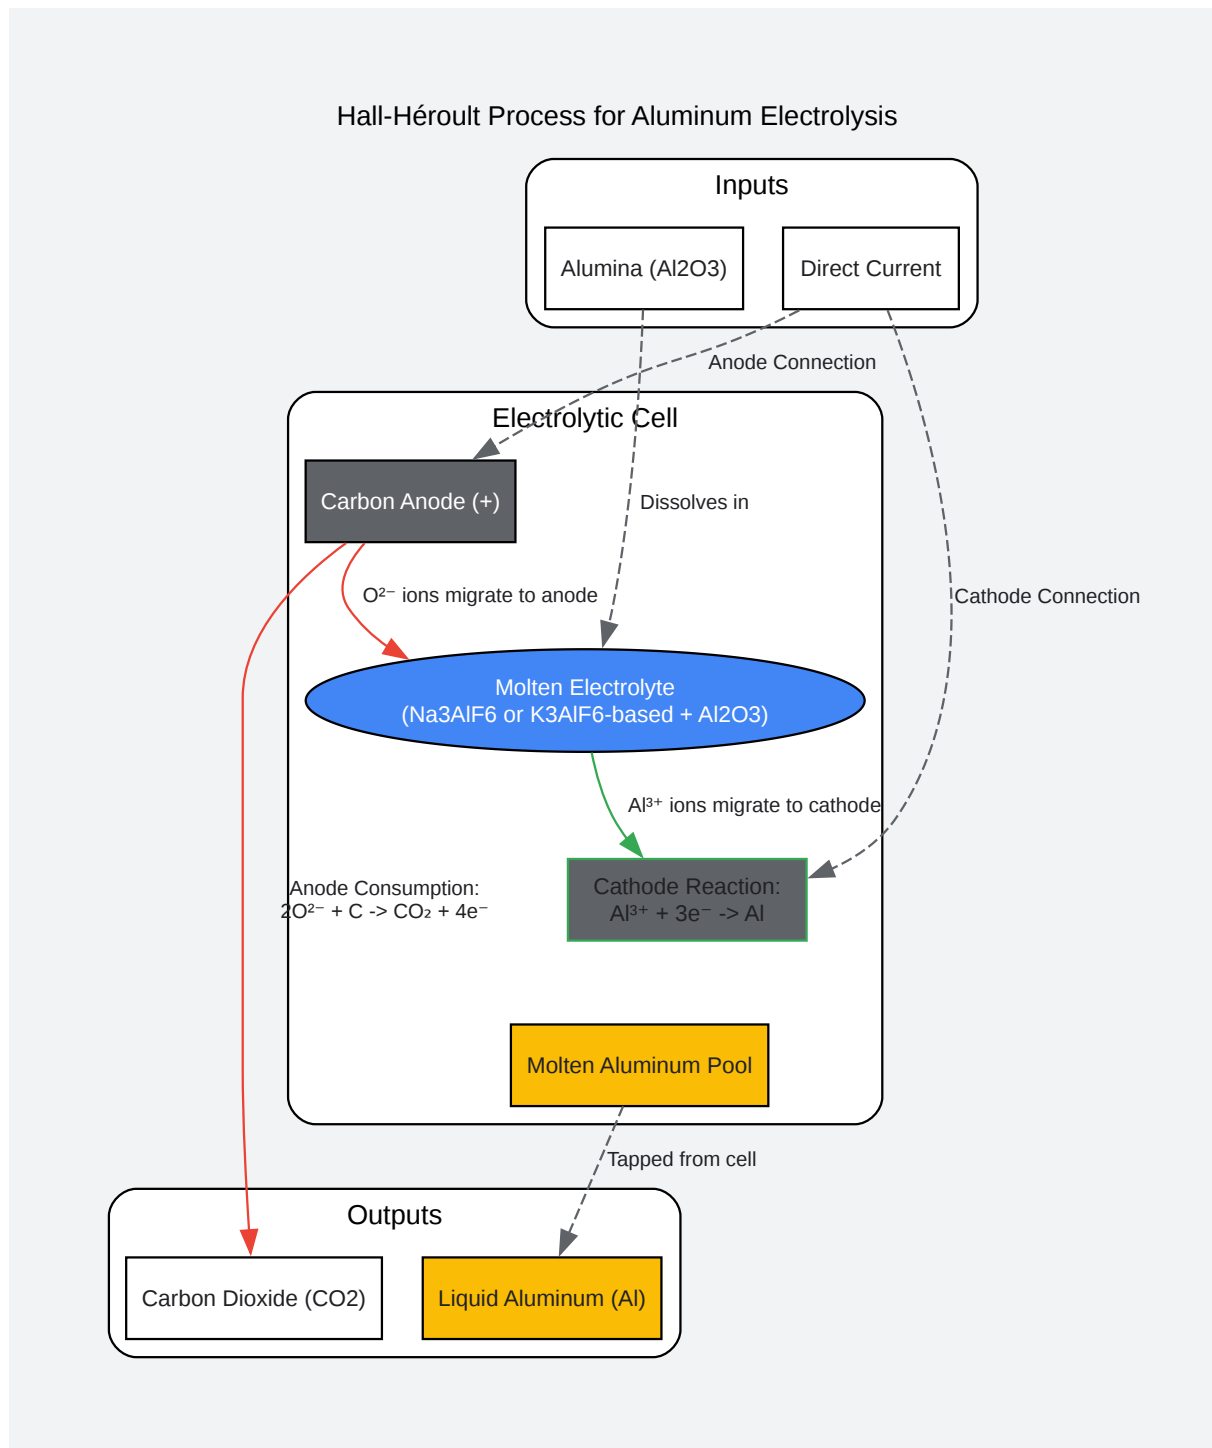 Hall-Héroult Process for Aluminum Electrolysis
Inputs
Alumina (Al2O3)
Direct Current
Anode Connection
Electrolytic Cell
Carbon Anode (+)
Dissolves in
O²⁻ ions migrate to anode
Cathode Connection
Molten Electrolyte
(Na3AlF6 or K3AlF6-based + Al2O3)
Al³⁺ ions migrate to cathode
Anode Consumption:
2O²⁻ + C -> CO₂ + 4e⁻
Cathode Reaction:
Al³⁺ + 3e⁻ -> Al
Molten Aluminum Pool
Tapped from cell
Outputs
Carbon Dioxide (CO2)
Liquid Aluminum (Al)